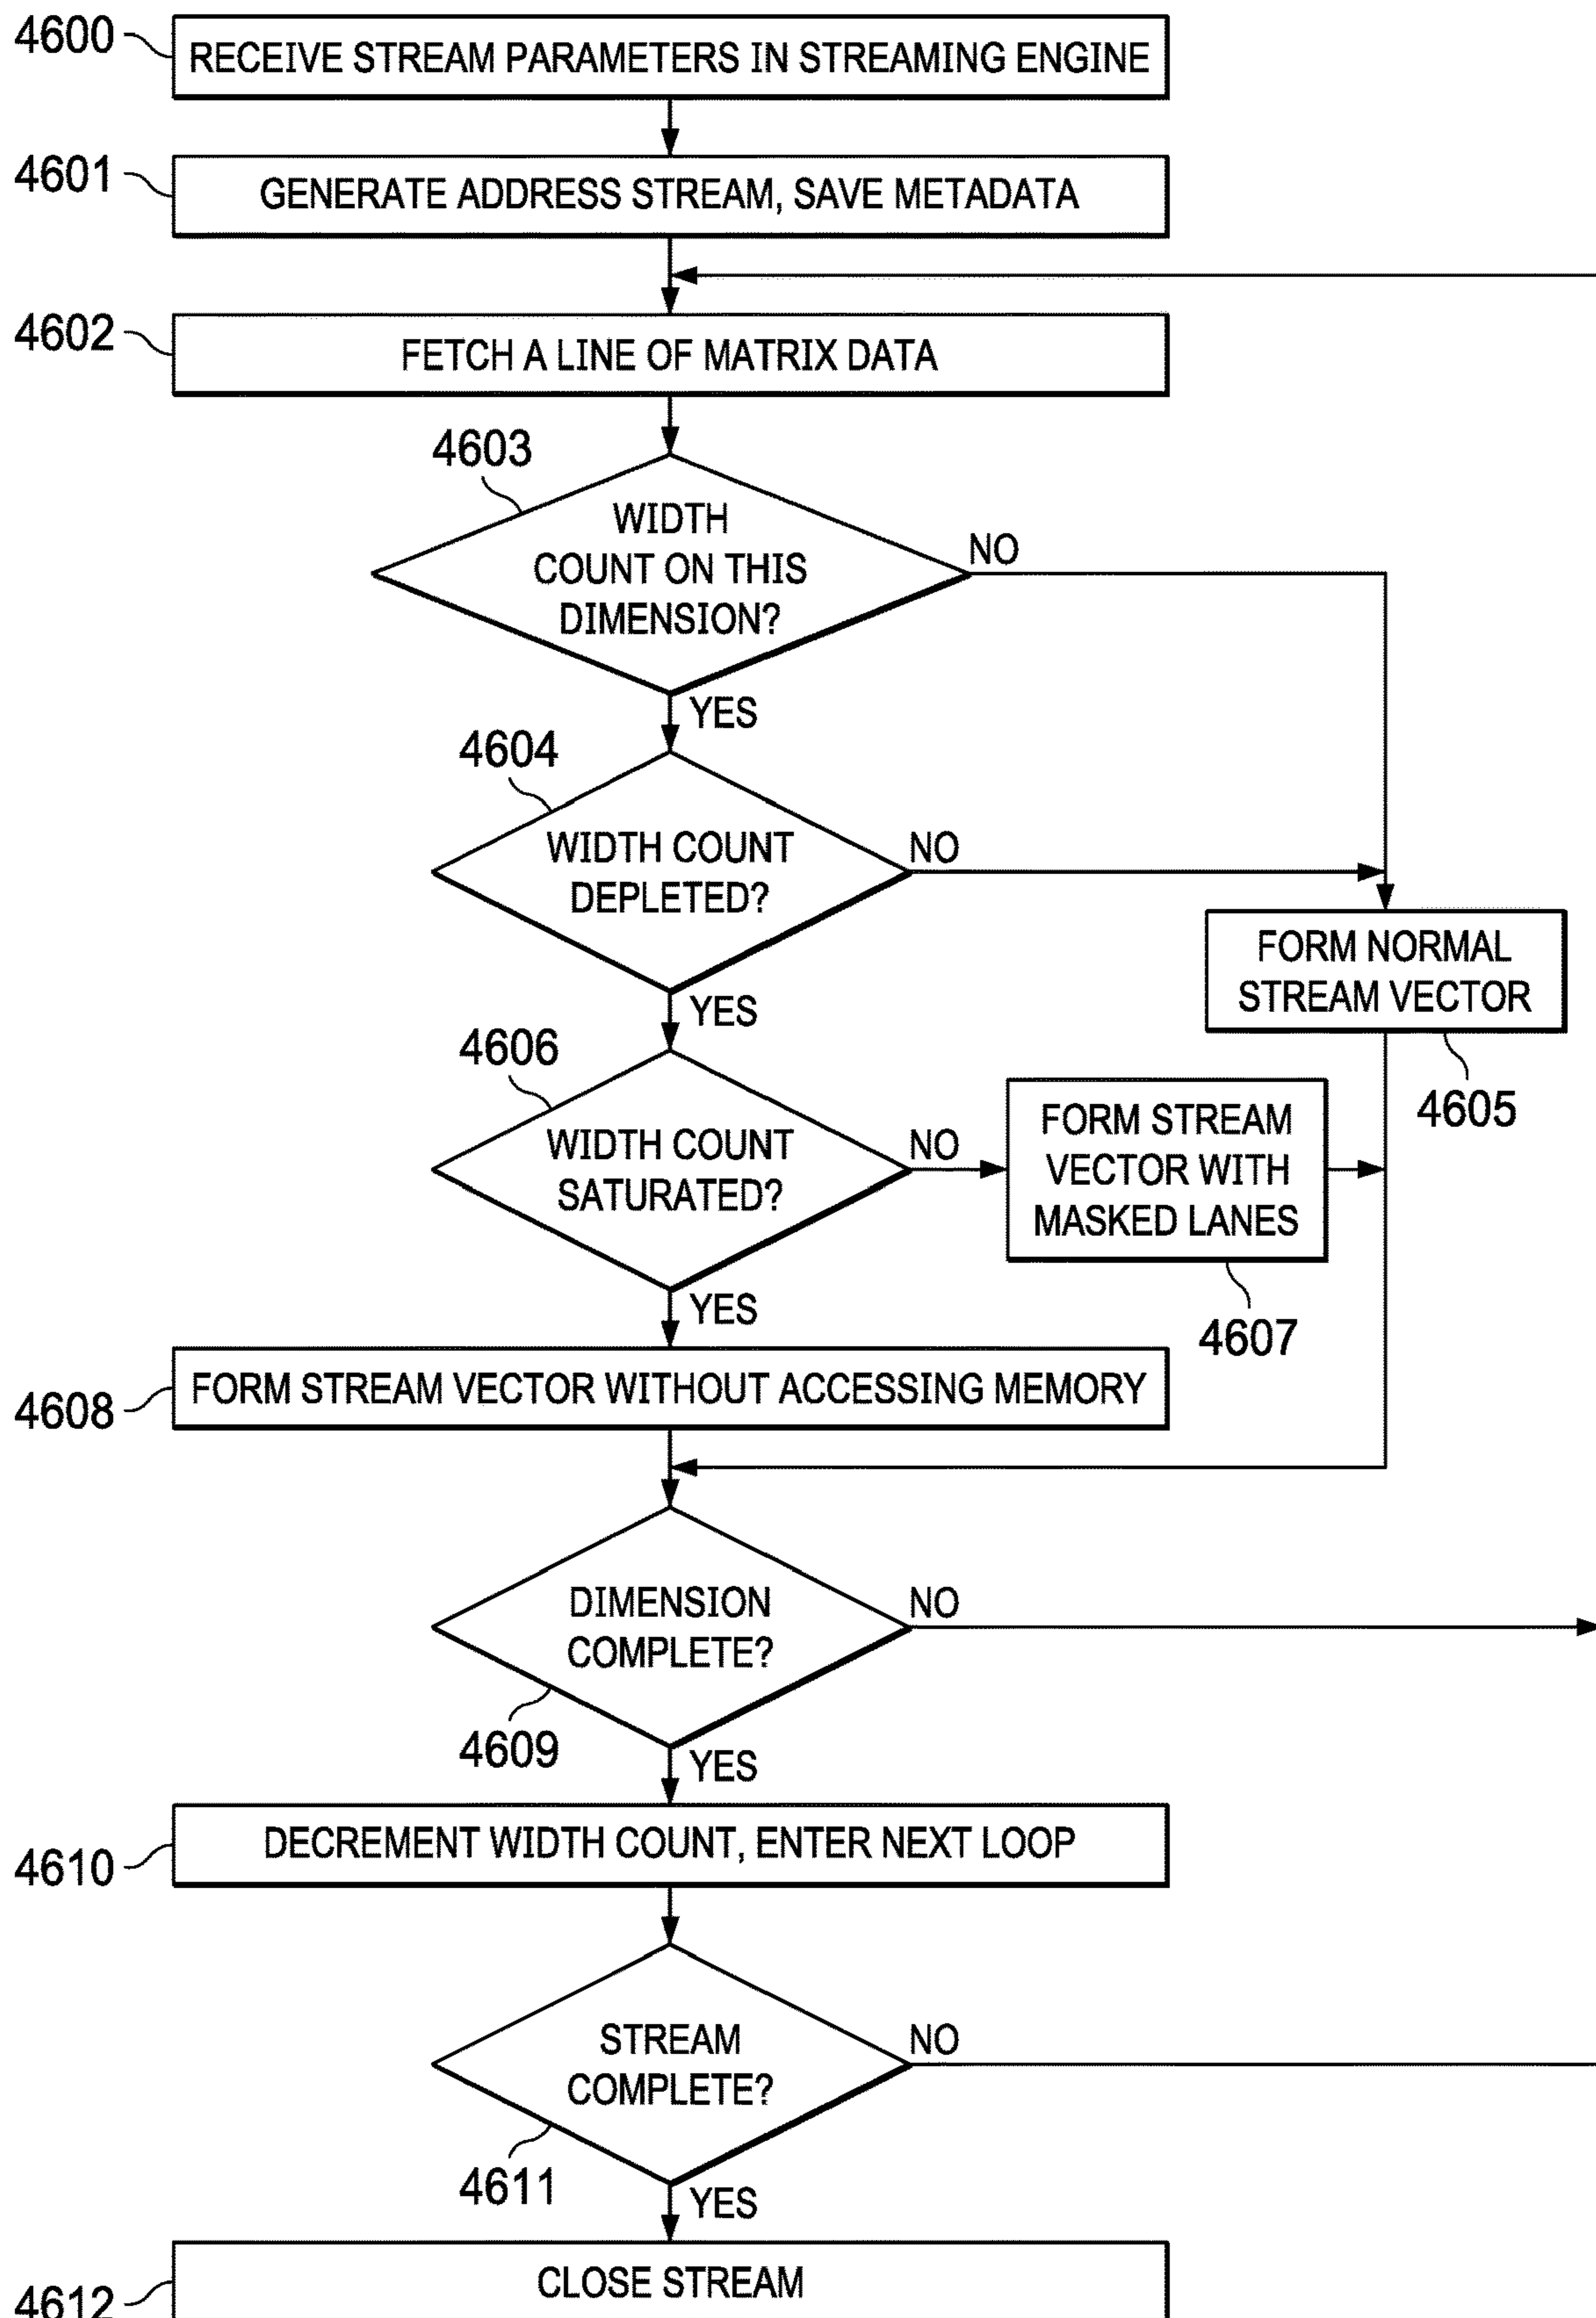 4600
RECEIVE STREAM PARAMETERS IN STREAMING ENGINE
4601
GENERATE ADDRESS STREAM, SAVE METADATA
4602
FETCH A LINE OF MATRIX DATA
4603
WIDTH
COUNT ON THIS
DIMENSION?
NO
YES
4604
WIDTH COUNT
DEPLETED?
NO
YES
FORM NORMAL
STREAM VECTOR
4605
4606
WIDTH COUNT
SATURATED?
NO
YES
FORM STREAM
VECTOR WITH
MASKED LANES
4607
4608
FORM STREAM VECTOR WITHOUT ACCESSING MEMORY
DIMENSION
COMPLETE?
NO
4609
YES
4610
DECREMENT WIDTH COUNT, ENTER NEXT LOOP
STREAM
COMPLETE?
NO
4611
YES
4612
CLOSE STREAM